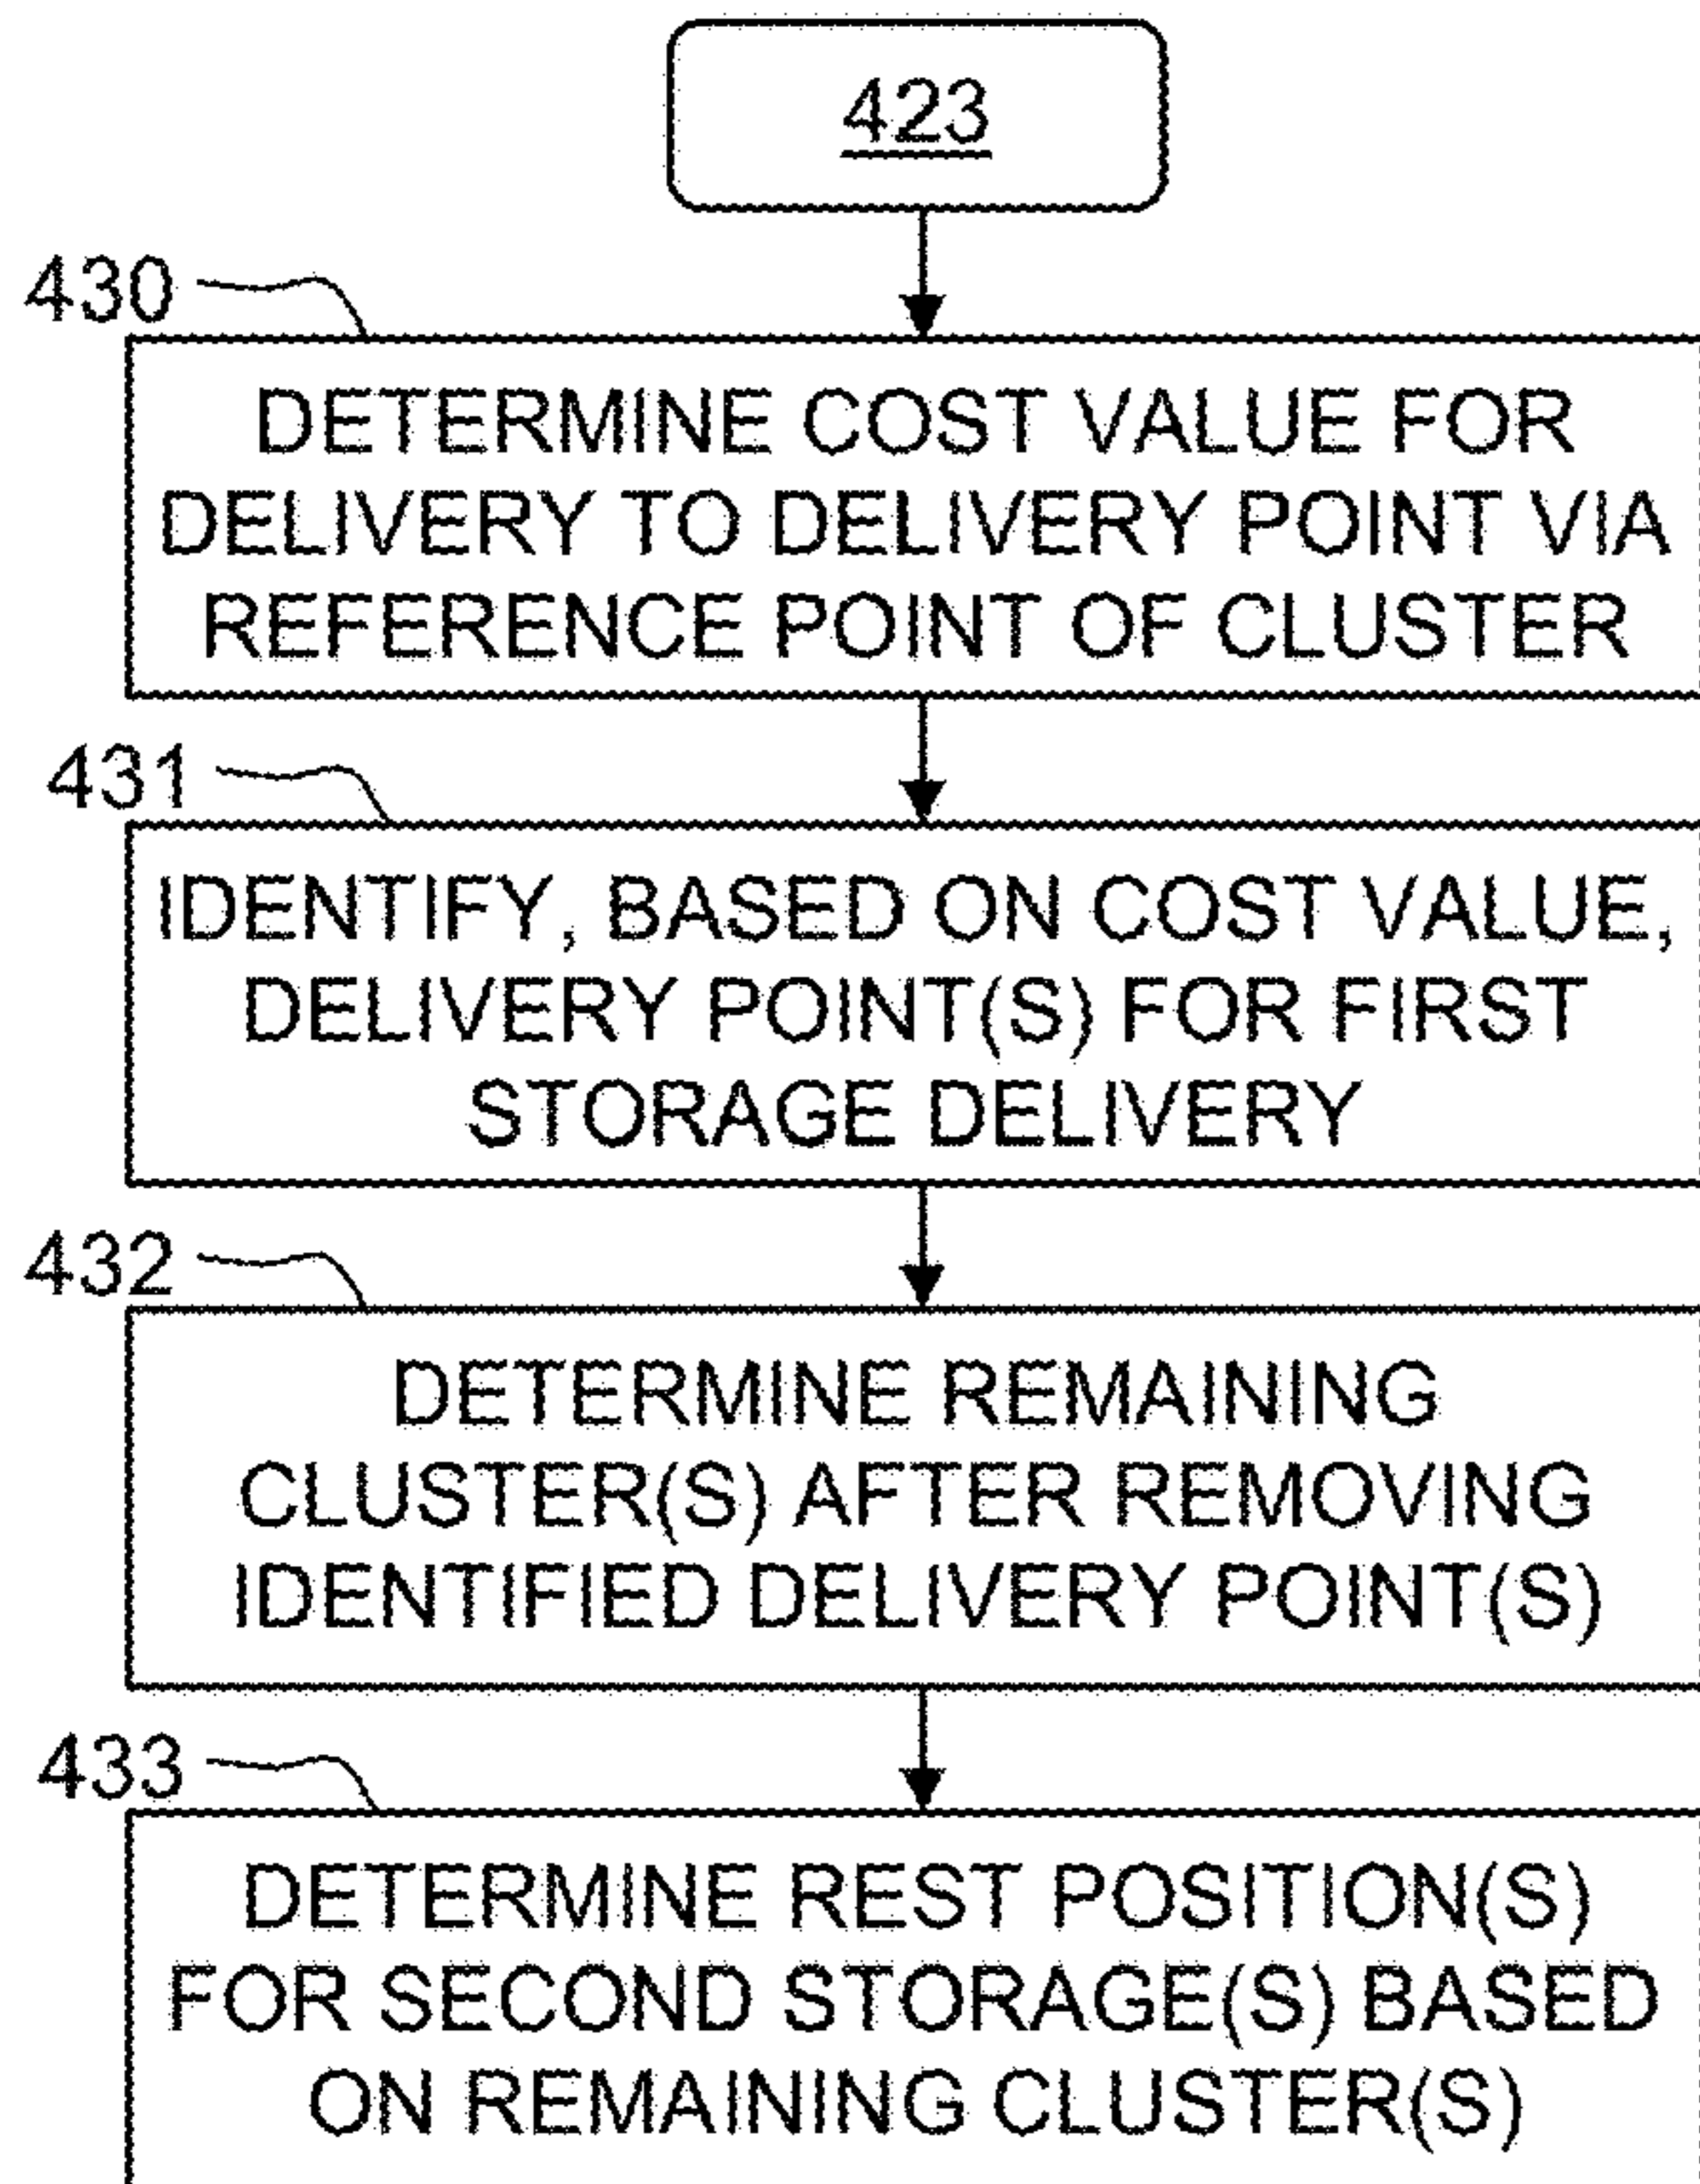 423
430
DETERMINE COST VALUE FOR
DELIVERY TO DELIVERY POINT VIA
REFERENCE POINT OF CLUSTER
431
IDENTIFY, BASED ON COST VALUE,
DELIVERY POINT(S) FOR FIRST
STORAGE DELIVERY
432
DETERMINE REMAINING
CLUSTER(S) AFTER REMOVING
IDENTIFIED DELIVERY POINT(S)
433
DETERMINE REST POSITION(S)
FOR SECOND STORAGE(S) BASED
ON REMAINING CLUSTER(S)